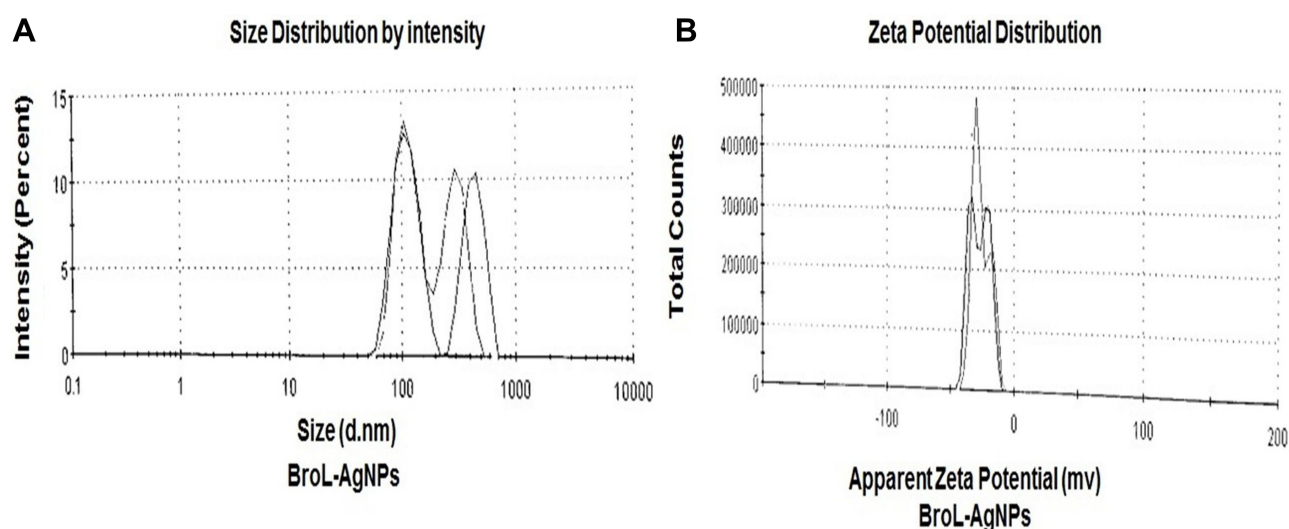 A
Size Distribution by intensity
Intensity (Percent)
15
10
5
0
0.1
1
10
100
1000
10000
Size (d.nm)
BroL-AgNPs
B
Zeta Potential Distribution
Total Counts
500000
400000
300000
200000
100000
0
-100
0
100
200
Apparent Zeta Potential (mv)
BroL-AgNPs